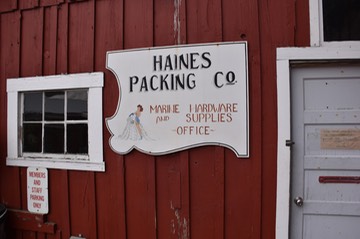 HAINES
PACKING CO.
MARINE HARDWARE
AND SUPPLIES
-OFFICE-
MEMBERS
AND
STAFF
PARKING
ONLY